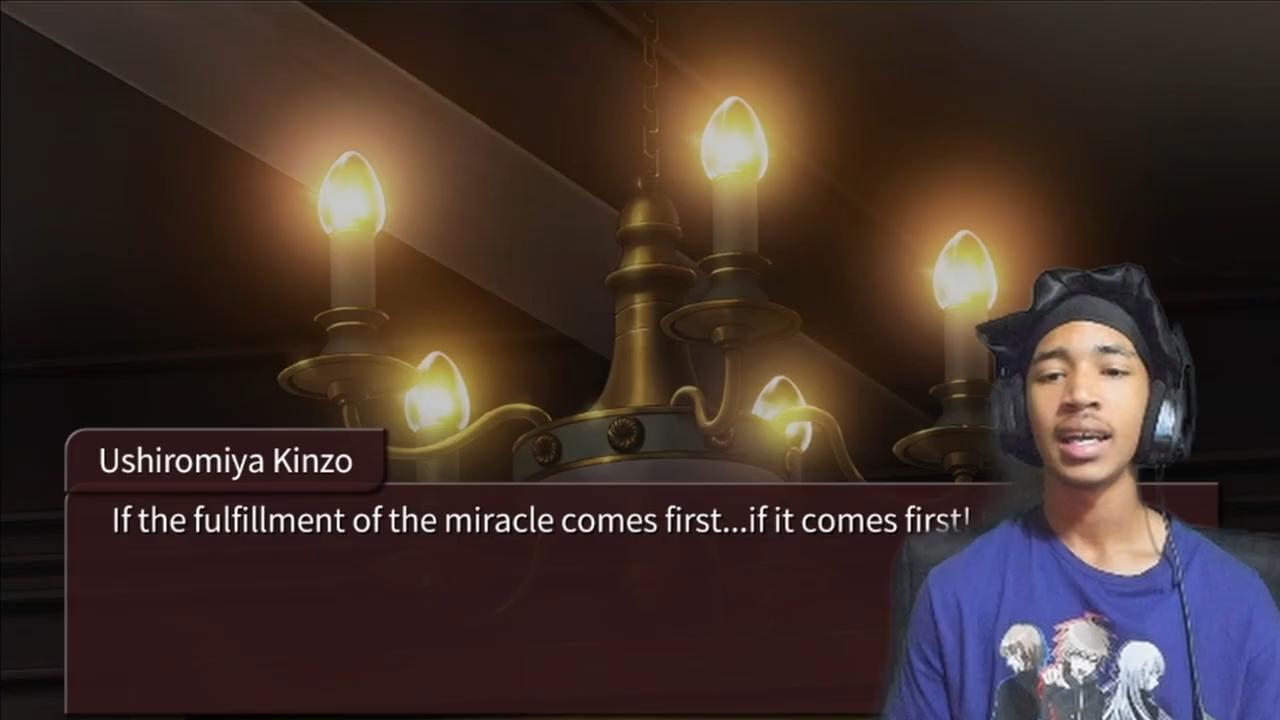 Ushiromiya Kinzo
If the fulfillment of the miracle comes first...if it comes first!